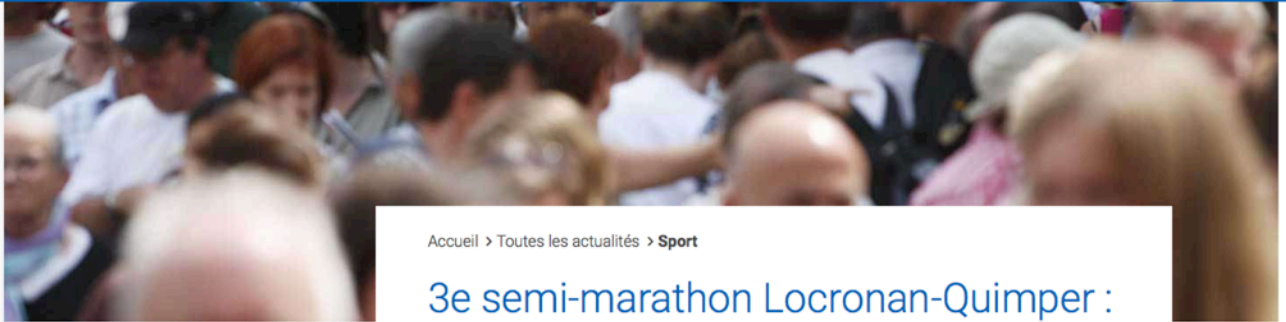 Accueil > Toutes les actualités > Sport
3e semi-marathon Locronan-Quimper :